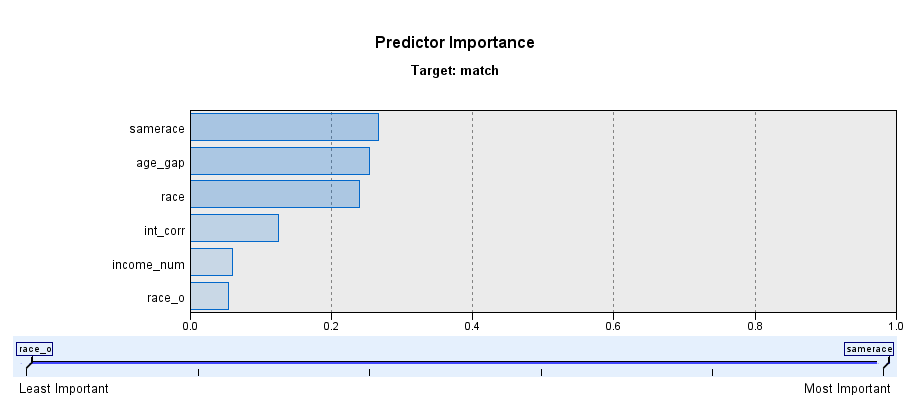 Predictor Importance
Target: match
samerace
age_gap
race
int_corr
income_num
race_o
0.0 0.2 0.4 0.6 0.8 1.0
race_o samerace
Least Important Most Important